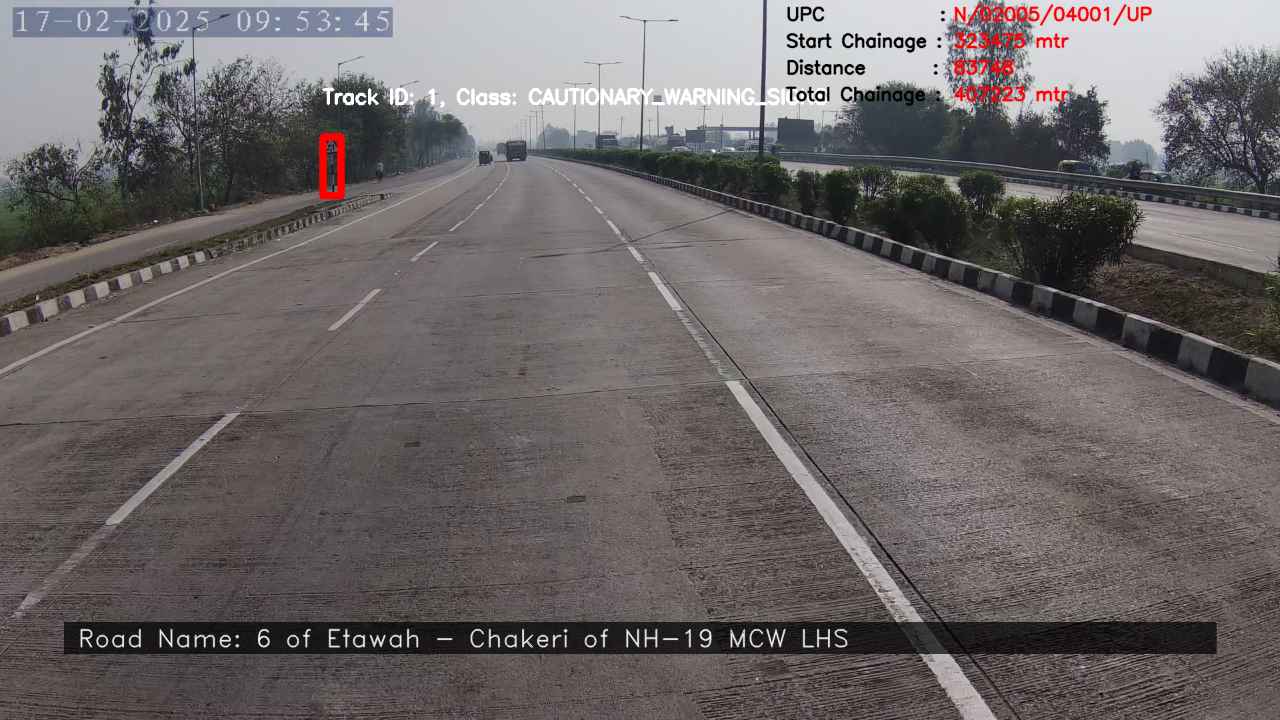 17-02-2025 09:53:45
UPC : N/02005/04001/UP
Start Chainage : 323475 mtr
Distance : 83748
Total Chainage : 407223 mtr
Track ID: 1, Class: CAUTIONARY_WARNING_SIGNS
Road Name: 6 of Etawah - Chakeri of NH-19 MCW LHS